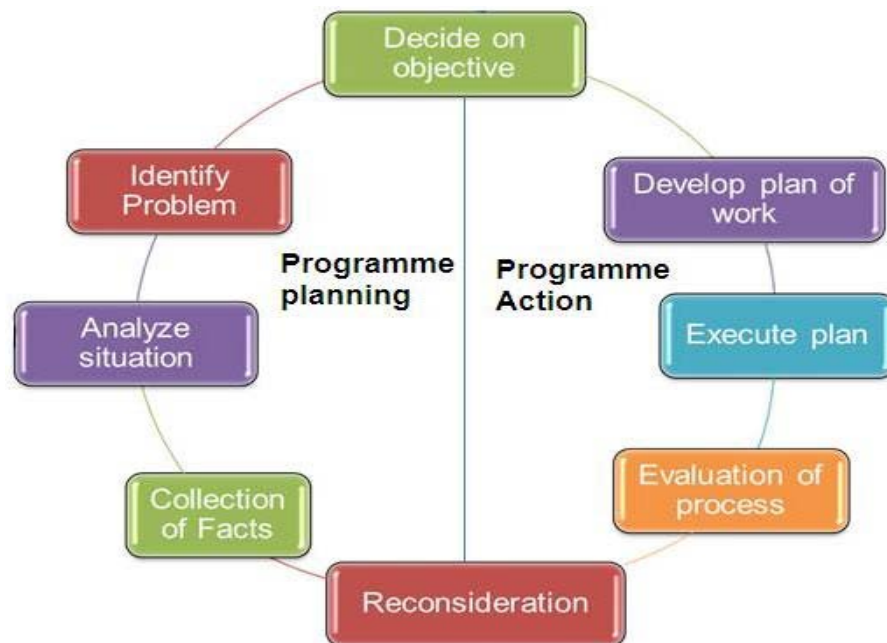 Decide on
objective
Identify
Problem
Develop plan of
work
Programme
planning
Programme
Action
Analyze
situation
Execute plan
Collection
of Facts
Evaluation of
process
Reconsideration